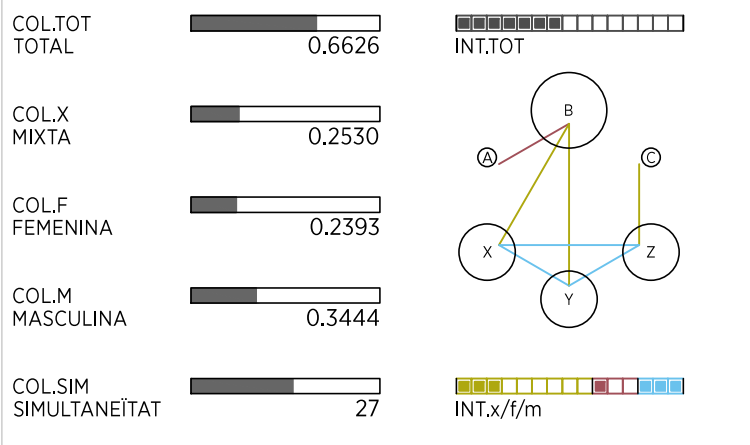 COL.TOT
TOTAL
0.6626
INT.TOT
COL.X
MIXTA
0.2530
B
A
C
COL.F
FEMENINA
0.2393
X
Z
Y
COL.M
MASCULINA
0.3444
COL.SIM
SIMULTANEÏTAT
27
INT.x/f/m